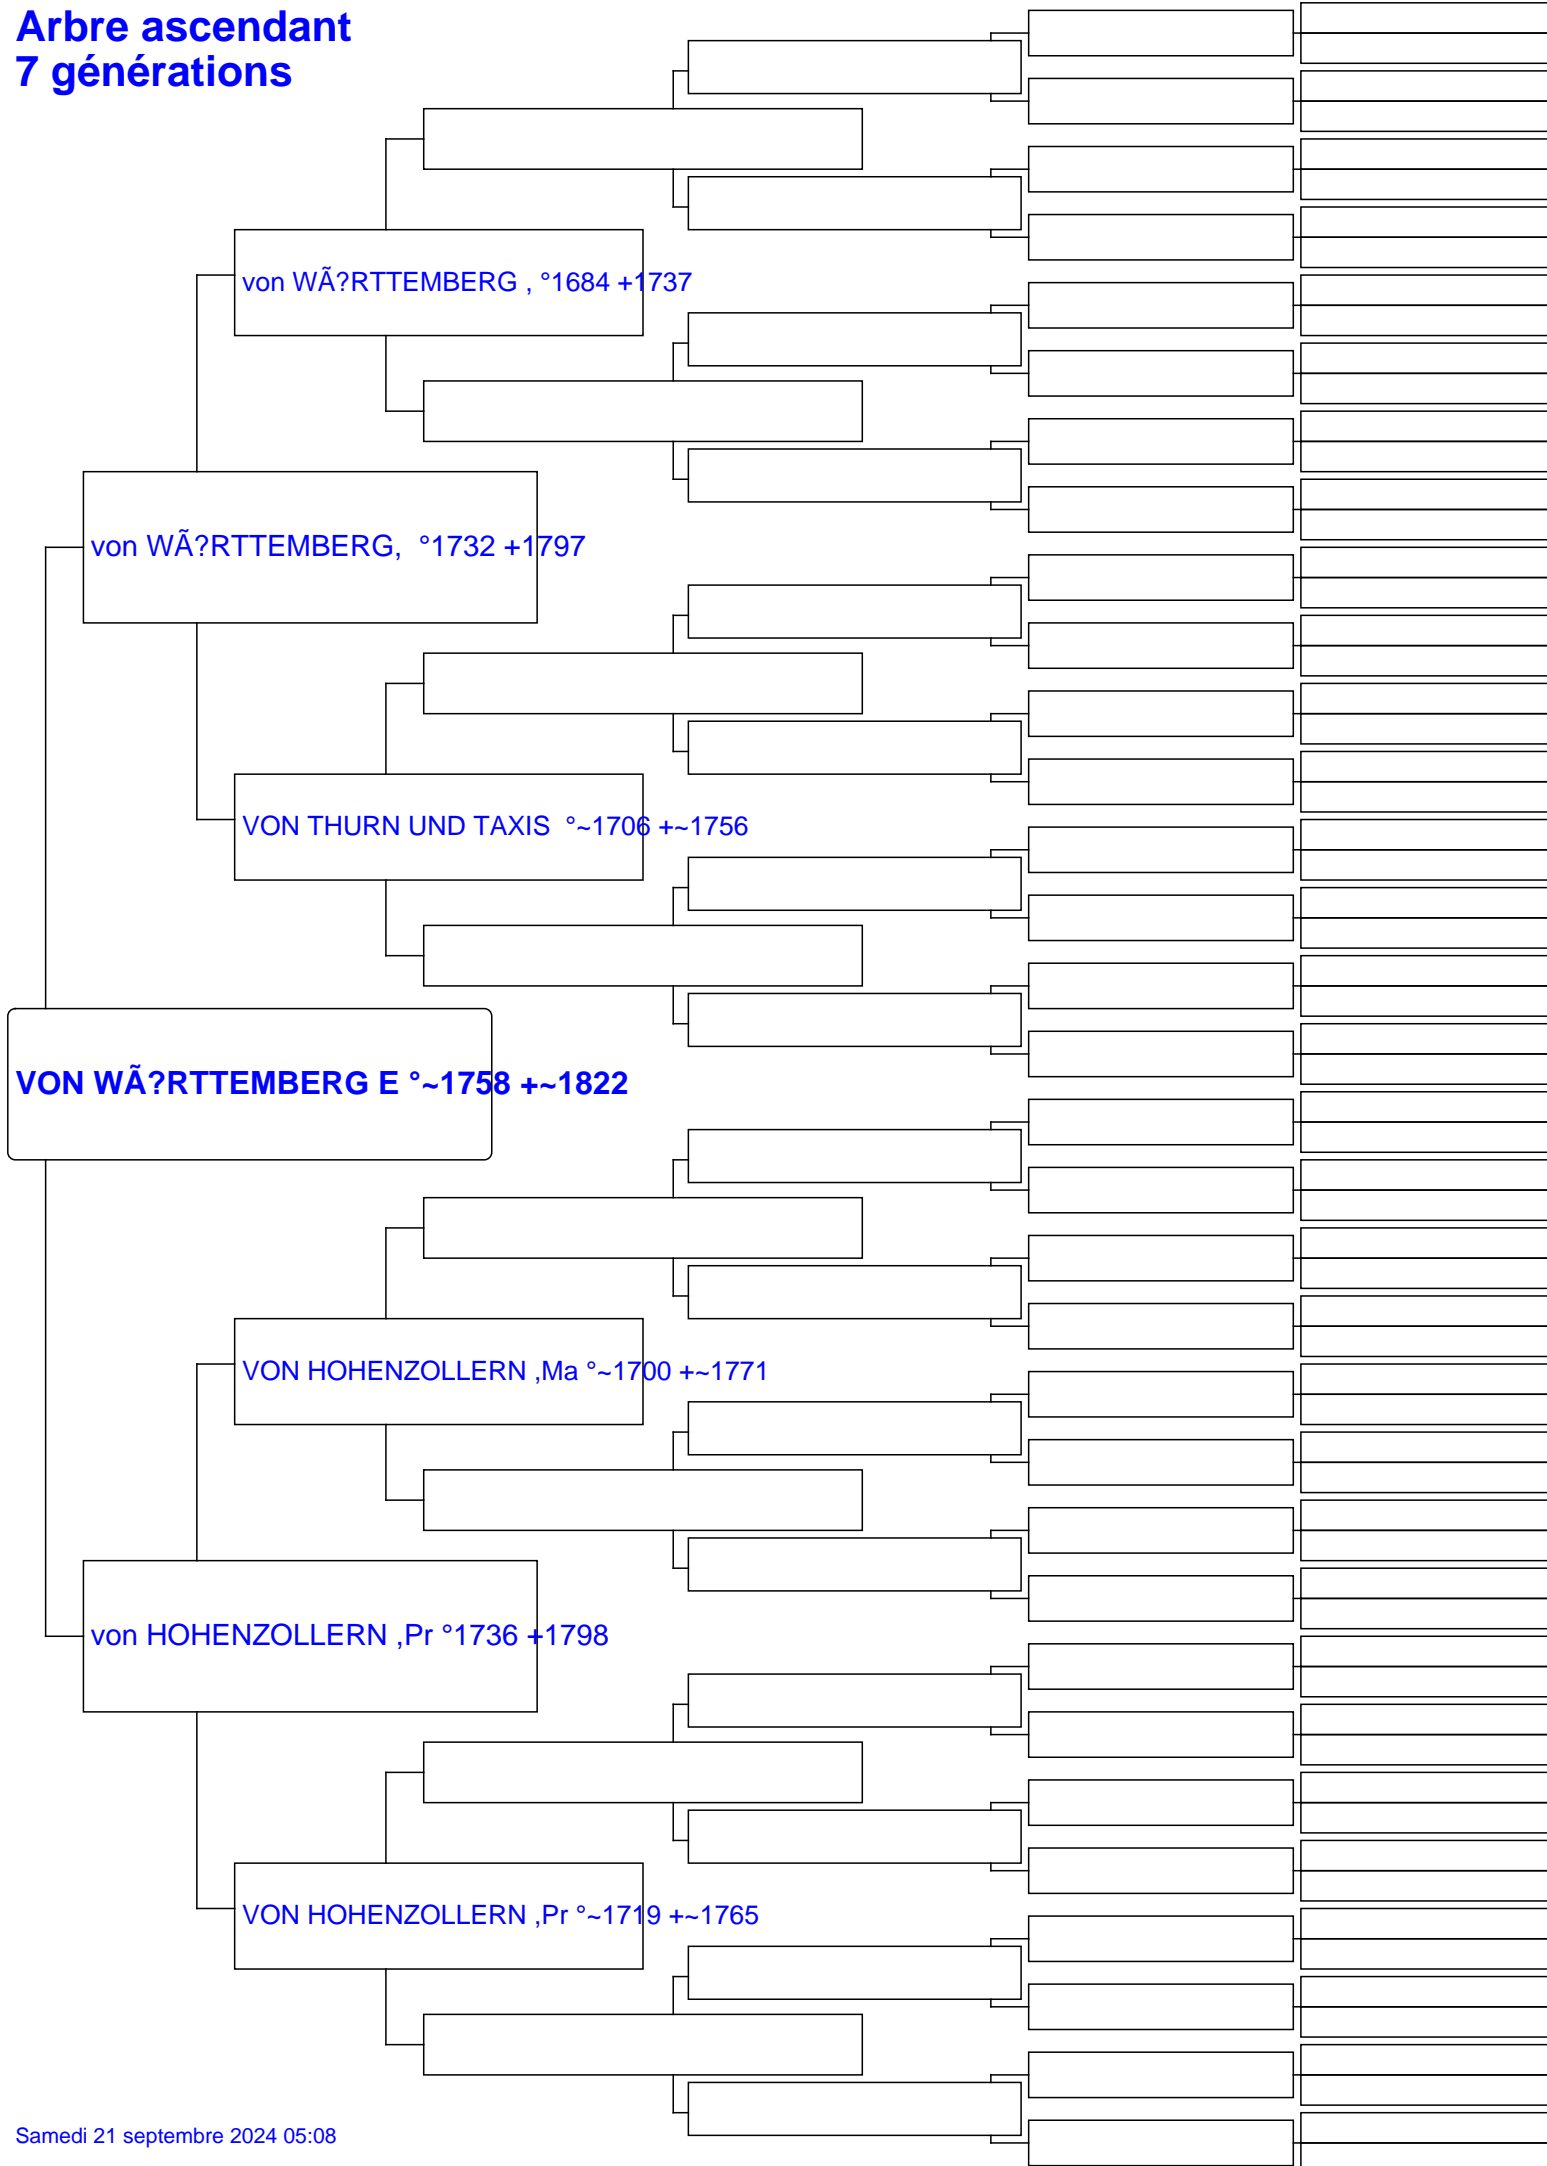 Arbre ascendant
7 générations
von WÃ?RTTEMBERG , °1684 +1737
von WÃ?RTTEMBERG,  °1732 +1797
VON THURN UND TAXIS  °~1706 +~1756
VON WÃ?RTTEMBERG E °~1758 +~1822
VON HOHENZOLLERN ,Ma °~1700 +~1771
von HOHENZOLLERN ,Pr °1736 +1798
VON HOHENZOLLERN ,Pr °~1719 +~1765
Samedi 21 septembre 2024 05:08